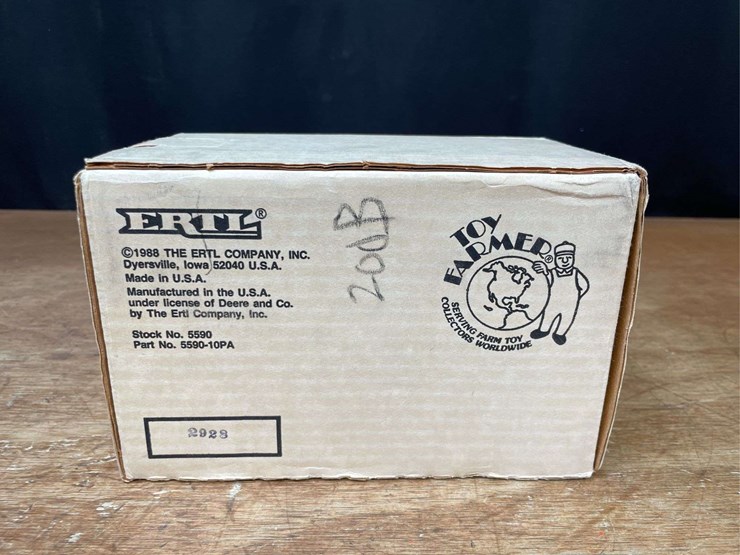 ERTL®
©1988 THE ERTL COMPANY, INC.
Dyersville, Iowa 52040 U.S.A.
Made in U.S.A.
Manufactured in the U.S.A.
under license of Deere and Co.
by The Ertl Company, Inc.
Stock No. 5590
Part No. 5590-10PA
2928
200B
TOY
FARMER®
SERVING FARM TOY
COLLECTORS WORLDWIDE